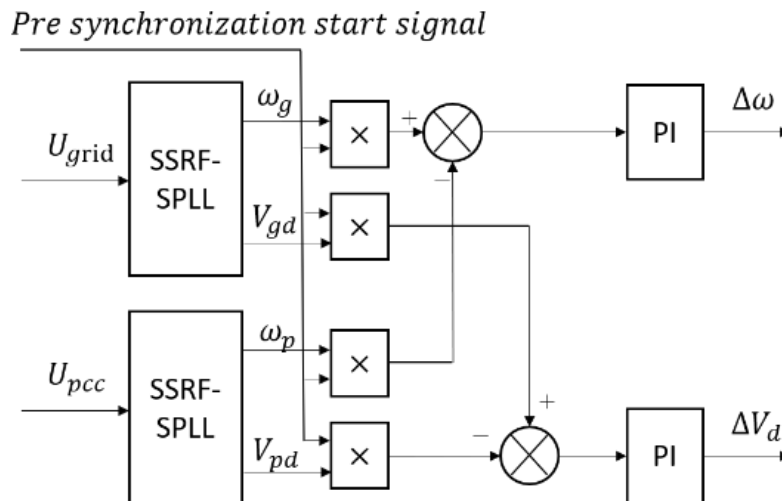 Pre synchronization start signal
U_grid
SSRF-
SPLL
ω_g
V_gd
×
×
+
−
PI
Δω
U_pcc
SSRF-
SPLL
ω_p
V_pd
×
×
+
−
PI
ΔV_d